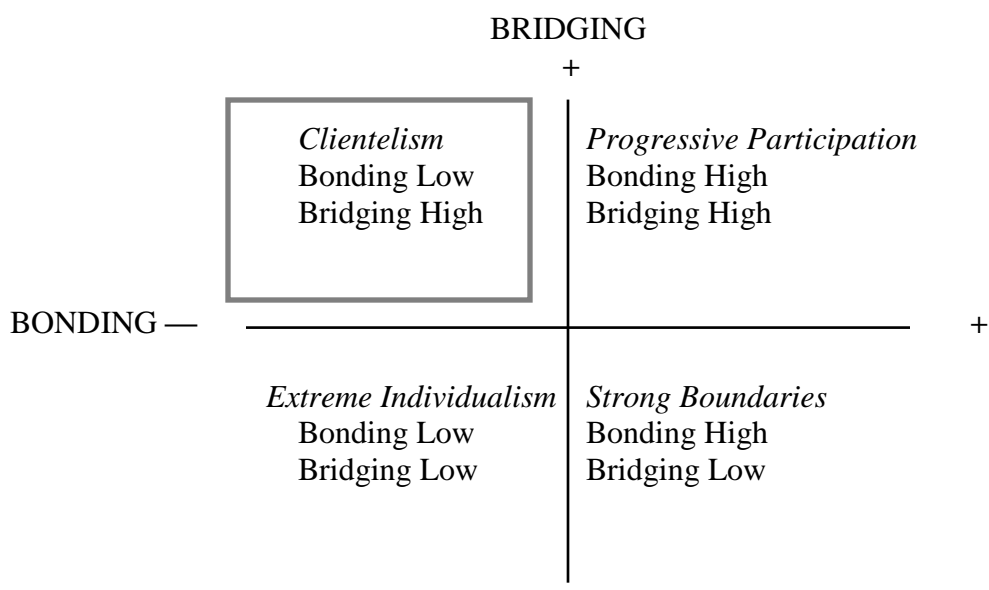 BRIDGING
+
Clientelism
Bonding Low
Bridging High
Progressive Participation
Bonding High
Bridging High
BONDING —
+
Extreme Individualism
Bonding Low
Bridging Low
Strong Boundaries
Bonding High
Bridging Low